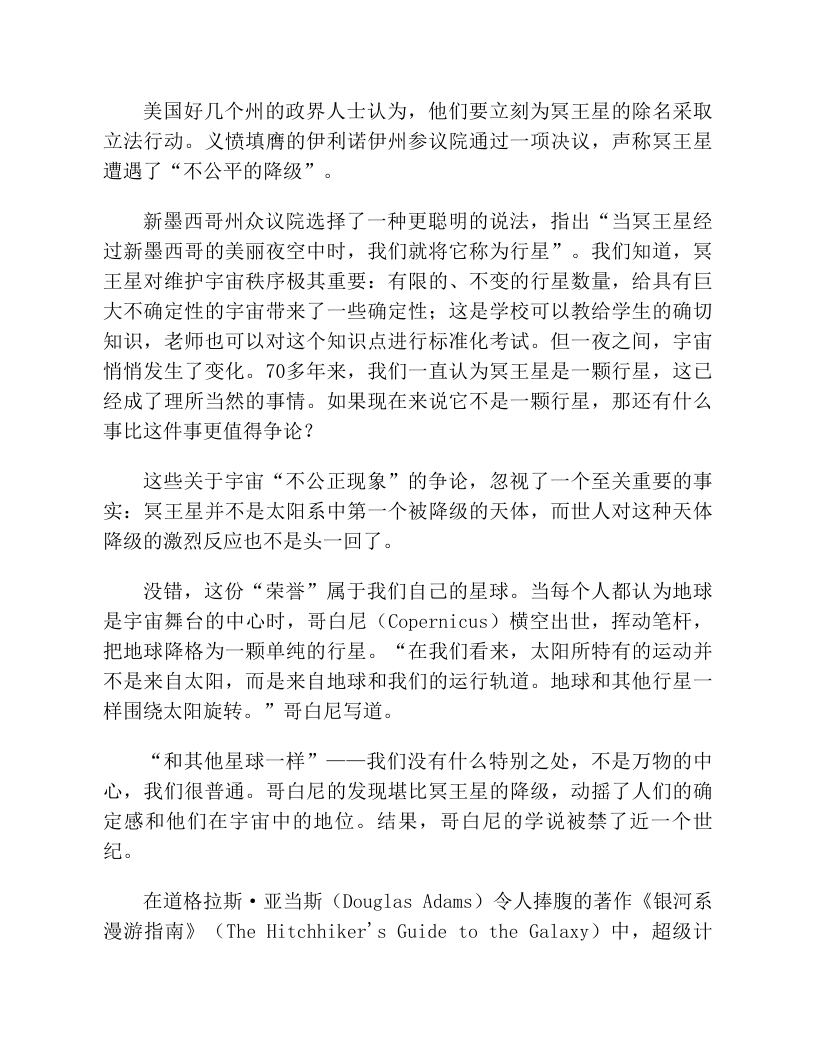 美国好几个州的政界人士认为，他们要立刻为冥王星的除名采取
立法行动。义愤填膺的伊利诺伊州参议院通过一项决议，声称冥王星
遭遇了“不公平的降级”。
新墨西哥州众议院选择了一种更聪明的说法，指出“当冥王星经
过新墨西哥的美丽夜空中时，我们就将它称为行星”。我们知道，冥
王星对维护宇宙秩序极其重要：有限的、不变的行星数量，给具有巨
大不确定性的宇宙带来了一些确定性；这是学校可以教给学生的确切
知识，老师也可以对这个知识点进行标准化考试。但一夜之间，宇宙
悄悄发生了变化。70多年来，我们一直认为冥王星是一颗行星，这已
经成了理所当然的事情。如果现在来说它不是一颗行星，那还有什么
事比这件事更值得争论？
这些关于宇宙“不公正现象”的争论，忽视了一个至关重要的事
实：冥王星并不是太阳系中第一个被降级的天体，而世人对这种天体
降级的激烈反应也不是头一回了。
没错，这份“荣誉”属于我们自己的星球。当每个人都认为地球
是宇宙舞台的中心时，哥白尼（Copernicus）横空出世，挥动笔杆，
把地球降格为一颗单纯的行星。“在我们看来，太阳所特有的运动并
不是来自太阳，而是来自地球和我们的运行轨道。地球和其他行星一
样围绕太阳旋转。”哥白尼写道。
“和其他星球一样”——我们没有什么特别之处，不是万物的中
心，我们很普通。哥白尼的发现堪比冥王星的降级，动摇了人们的确
定感和他们在宇宙中的地位。结果，哥白尼的学说被禁了近一个世
纪。
在道格拉斯·亚当斯（Douglas Adams）令人捧腹的著作《银河系
漫游指南》（The Hitchhiker's Guide to the Galaxy）中，超级计